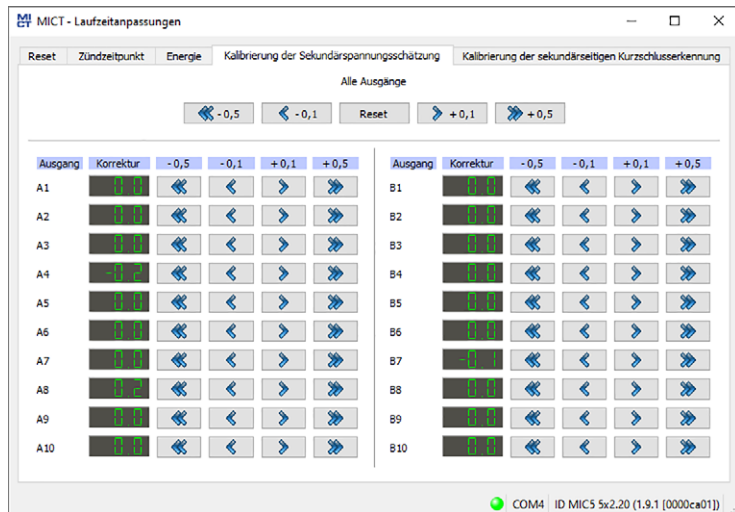 MICT - Laufzeitanpassungen
Reset Zündzeitpunkt Energie Kalibrierung der Sekundärspannungsschätzung Kalibrierung der sekundärseitigen Kurzschlusserkennung
Alle Ausgänge
- 0,5 - 0,1 Reset + 0,1 + 0,5
Ausgang Korrektur - 0,5 - 0,1 + 0,1 + 0,5 Ausgang Korrektur - 0,5 - 0,1 + 0,1 + 0,5
A1 0.0 B1 0.0
A2 0.0 B2 0.0
A3 0.0 B3 0.0
A4 -0.2 B4 0.0
A5 0.0 B5 0.0
A6 0.0 B6 0.0
A7 0.0 B7 -0.1
A8 0.2 B8 0.0
A9 0.0 B9 0.0
A10 0.0 B10 0.0
COM4 ID MIC5 5x2.20 (1.9.1 [0000ca01])